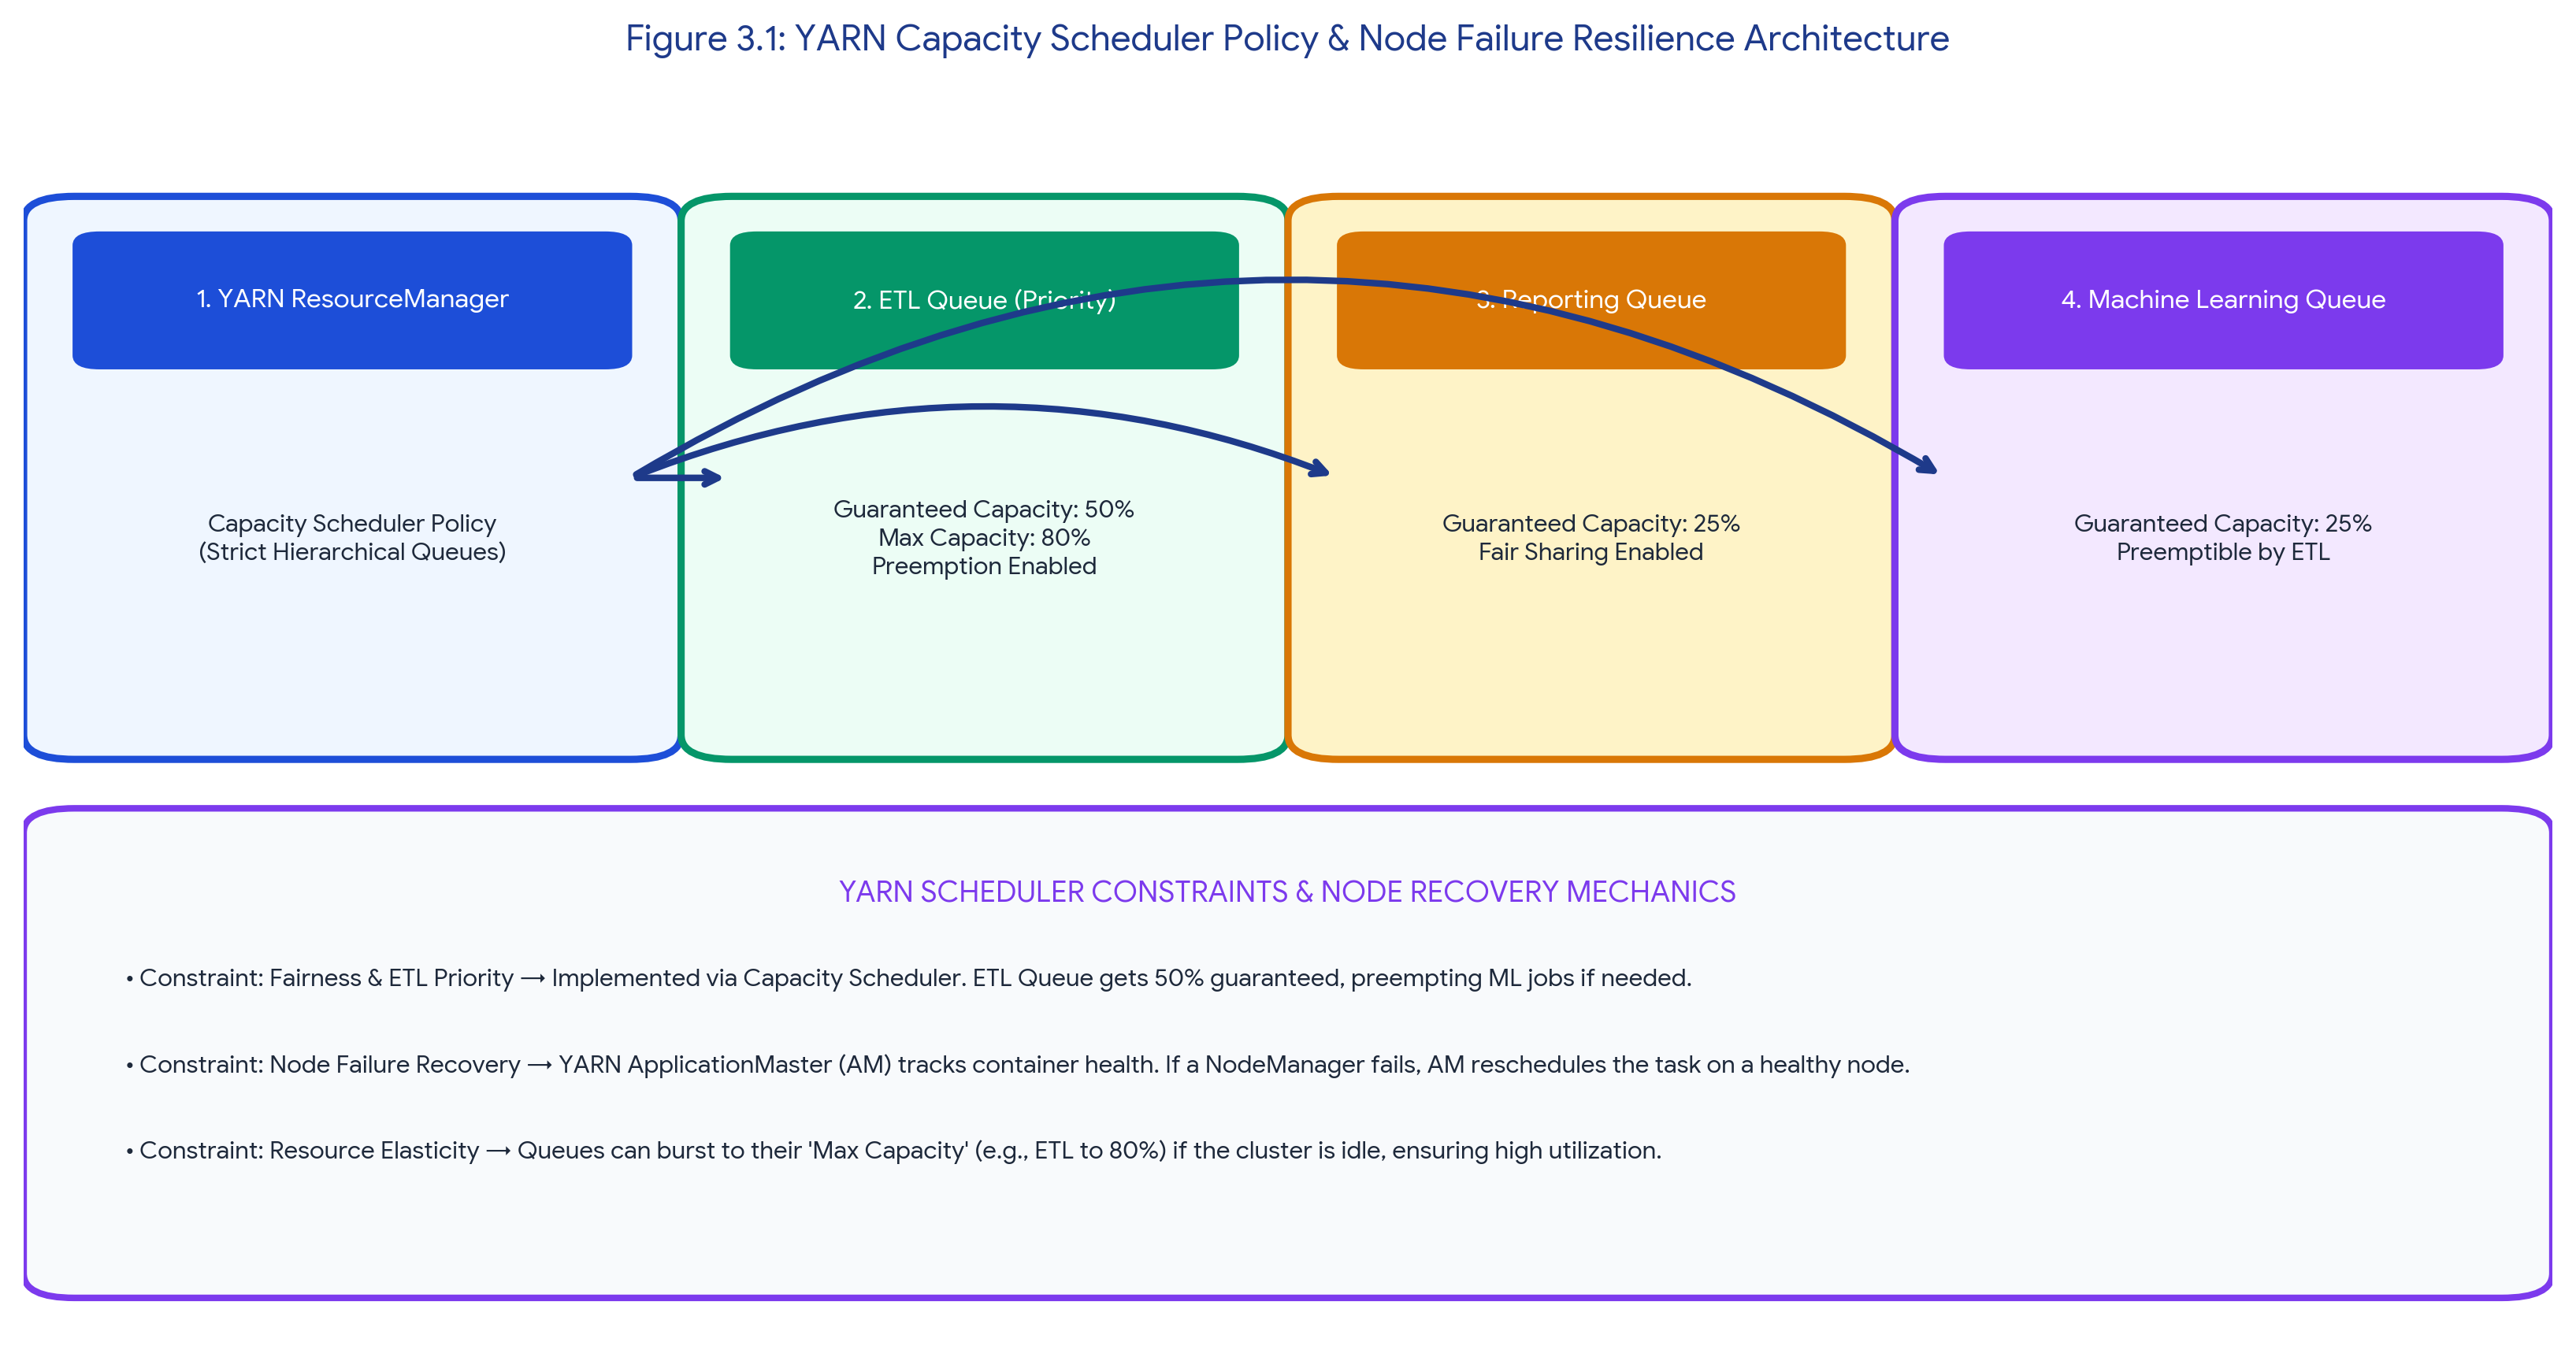 Figure 3.1: YARN Capacity Scheduler Policy & Node Failure Resilience Architecture
1. YARN ResourceManager
Capacity Scheduler Policy
(Strict Hierarchical Queues)
2. ETL Queue (Priority)
Guaranteed Capacity: 50%
Max Capacity: 80%
Preemption Enabled
3. Reporting Queue
Guaranteed Capacity: 25%
Fair Sharing Enabled
4. Machine Learning Queue
Guaranteed Capacity: 25%
Preemptible by ETL
YARN SCHEDULER CONSTRAINTS & NODE RECOVERY MECHANICS
• Constraint: Fairness & ETL Priority → Implemented via Capacity Scheduler. ETL Queue gets 50% guaranteed, preempting ML jobs if needed.
• Constraint: Node Failure Recovery → YARN ApplicationMaster (AM) tracks container health. If a NodeManager fails, AM reschedules the task on a healthy node.
• Constraint: Resource Elasticity → Queues can burst to their 'Max Capacity' (e.g., ETL to 80%) if the cluster is idle, ensuring high utilization.